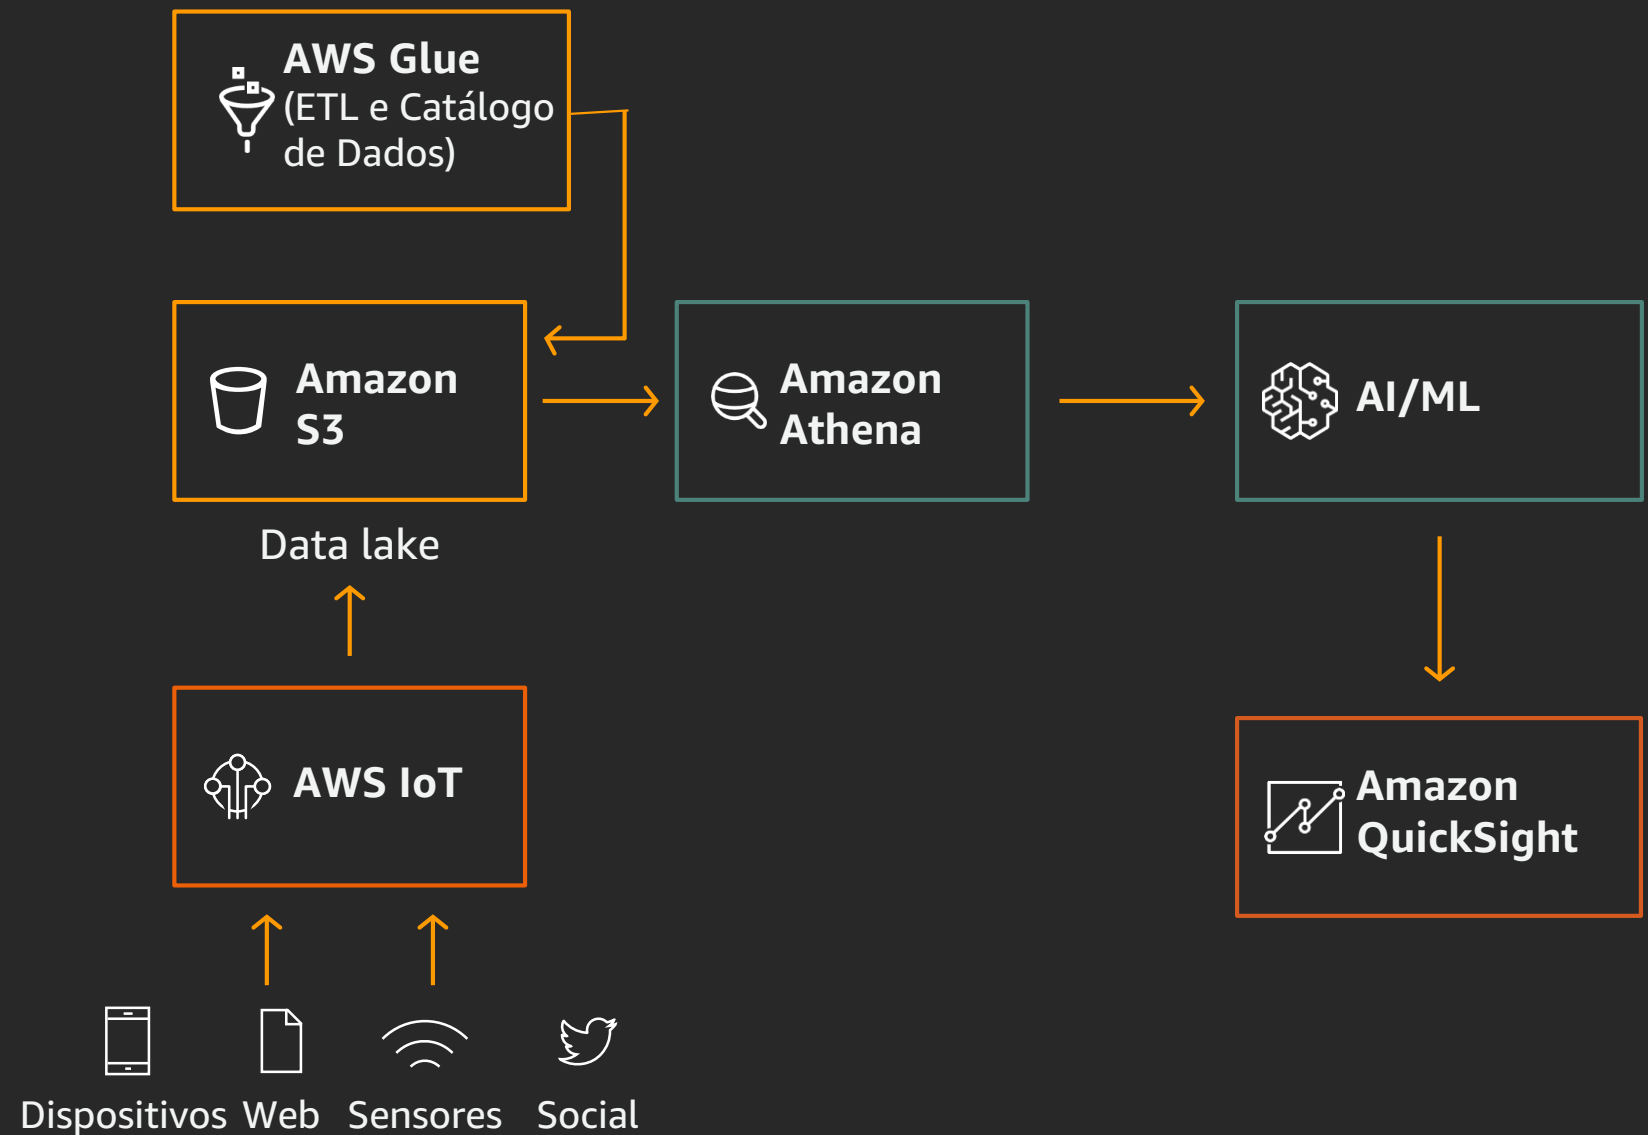 AWS Glue
(ETL e Catálogo
de Dados)
Amazon
S3
Amazon
Athena
AI/ML
Data lake
AWS IoT
Amazon
QuickSight
Dispositivos
Web
Sensores
Social